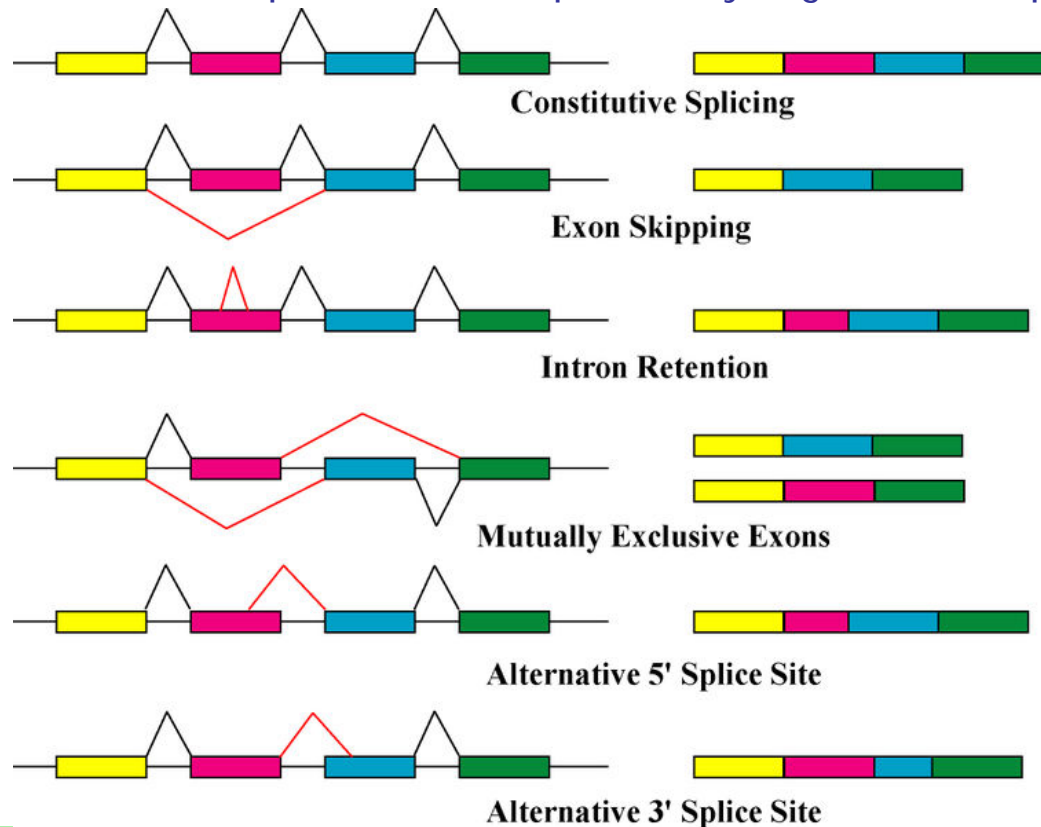 Constitutive Splicing
Exon Skipping
Intron Retention
Mutually Exclusive Exons
Alternative 5' Splice Site
Alternative 3' Splice Site